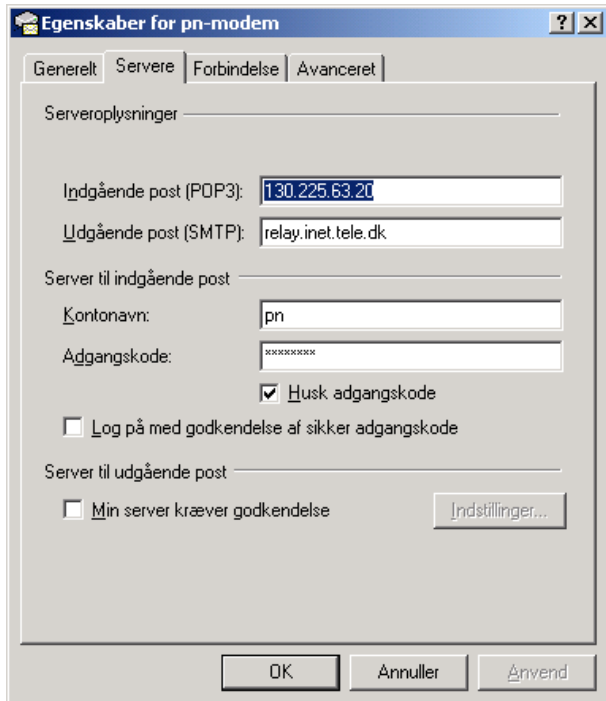 Egenskaber for pn-modem
Generelt Servere Forbindelse Avanceret
Serveroplysninger
Indgående post (POP3): 130.225.63.20
Udgående post (SMTP): relay.inet.tele.dk
Server til indgående post
Kontonavn: pn
Adgangskode: ********
Husk adgangskode
Log på med godkendelse af sikker adgangskode
Server til udgående post
Min server kræver godkendelse Indstillinger...
OK Annuller Anvend